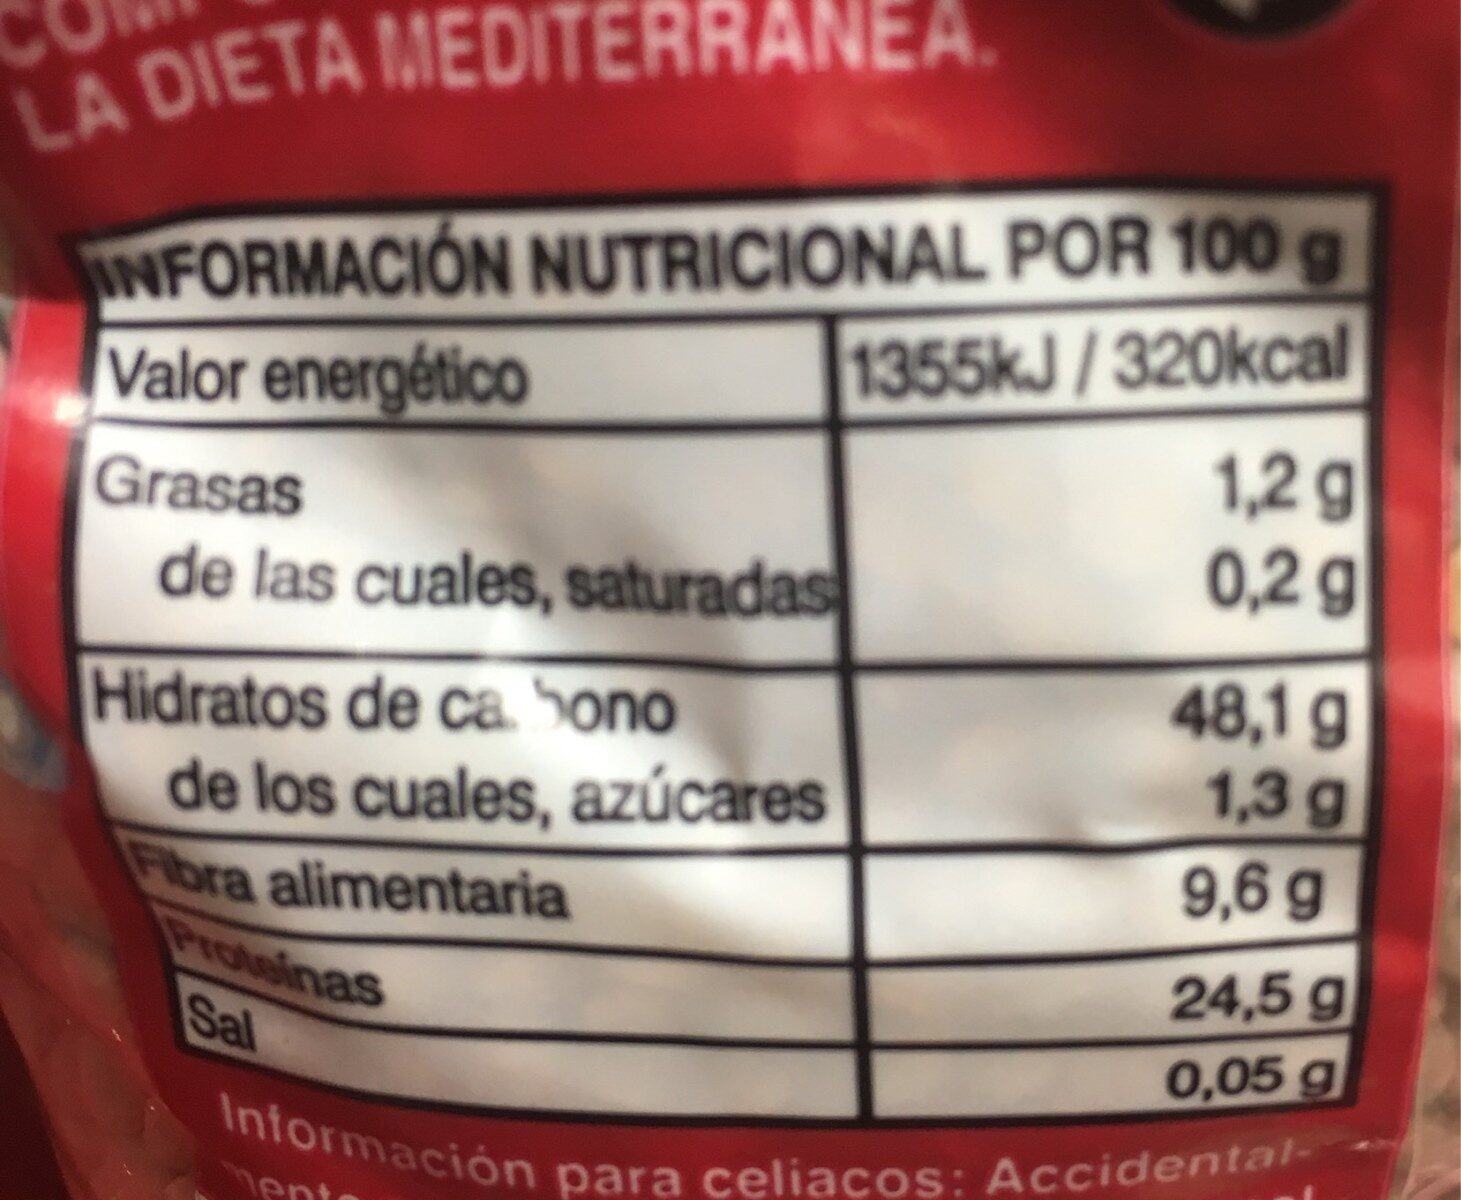 LA DIETA MEDITERRÁNEA.
INFORMACIÓN NUTRICIONAL POR 100 g
Valor energético 1355kJ / 320kcal
Grasas 1,2 g
de las cuales, saturadas 0,2 g
Hidratos de carbono 48,1 g
de los cuales, azúcares 1,3 g
Fibra alimentaria 9,6 g
Proteínas 24,5 g
Sal 0,05 g
Información para celiacos: Accidental-